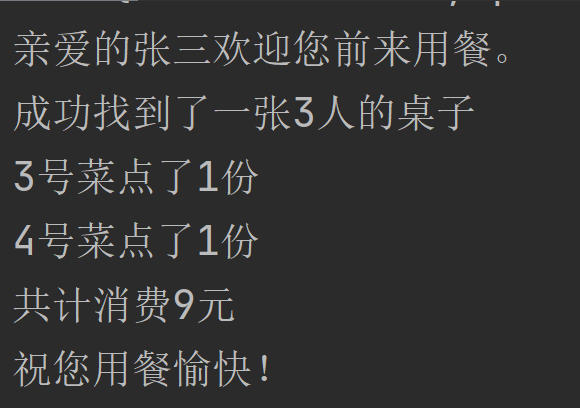 亲爱的张三欢迎您前来用餐。
成功找到了一张3人的桌子
3号菜点了1份
4号菜点了1份
共计消费9元
祝您用餐愉快!